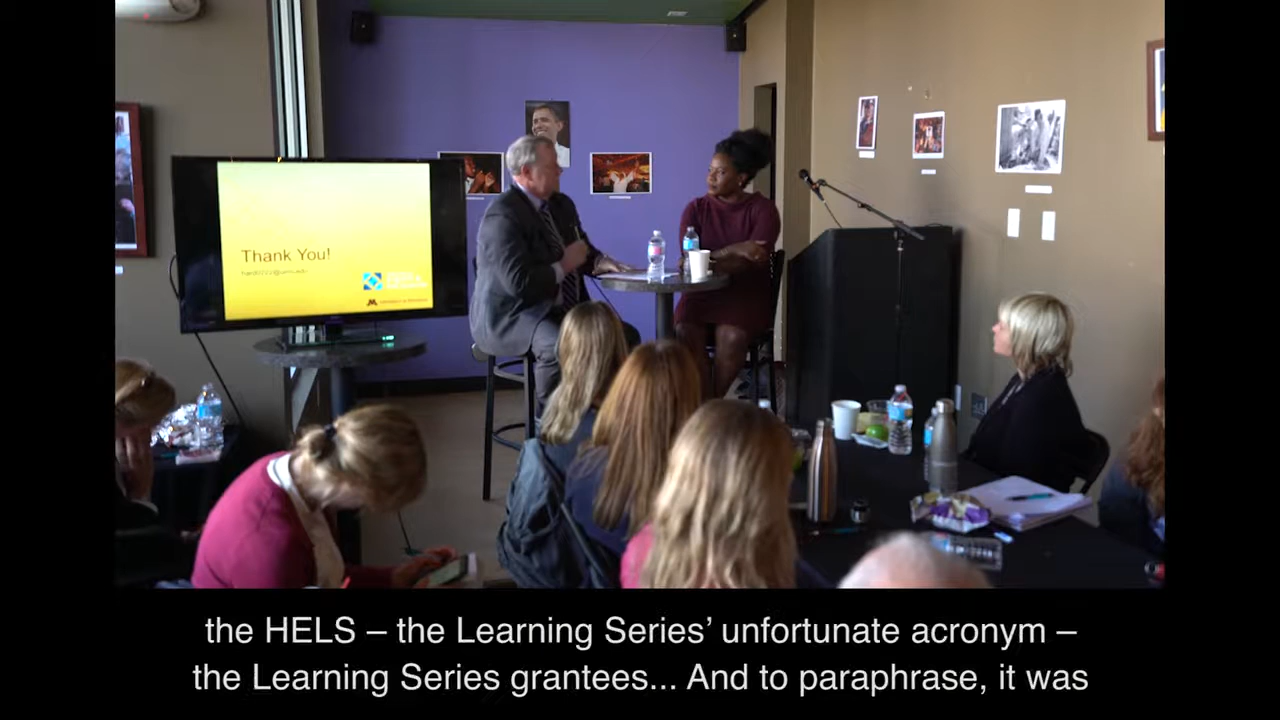 Thank You!
the HELS – the Learning Series’ unfortunate acronym –
the Learning Series grantees... And to paraphrase, it was